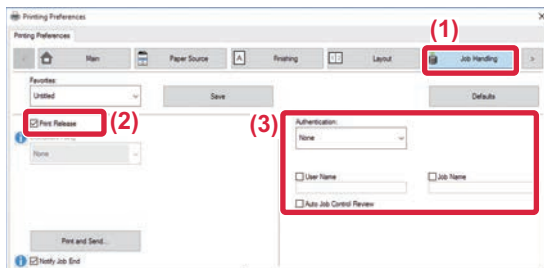 Printing Preferences
Printing Preferences
(1)
Main
Paper Source
Finishing
Layout
Job Handling
Favorites:
Untitled
Save
Defaults
Print Release
(2)
(3)
None
Authentication:
None
User Name
Job Name
Auto Job Control Review
Print and Send...
Notify Job End